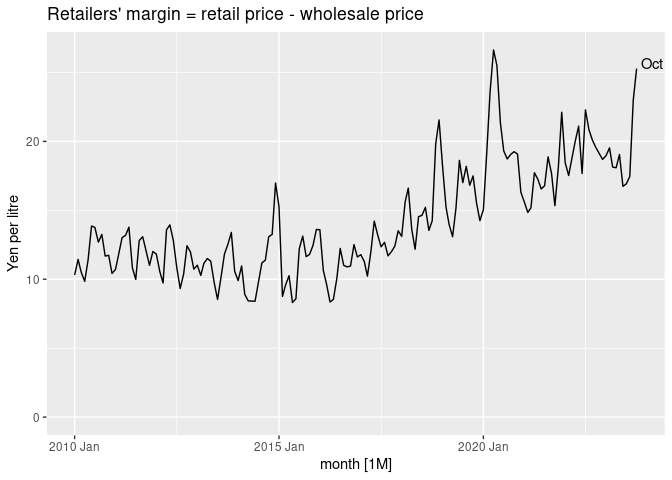 Retailers' margin = retail price - wholesale price
Oct
20
10
0
Yen per litre
2010 Jan
2015 Jan
2020 Jan
month [1M]